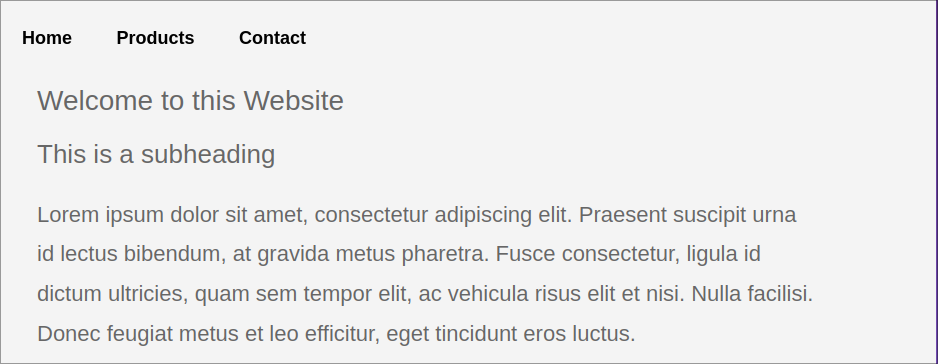 Home Products Contact
Welcome to this Website
This is a subheading
Lorem ipsum dolor sit amet, consectetur adipiscing elit. Praesent suscipit urna
id lectus bibendum, at gravida metus pharetra. Fusce consectetur, ligula id
dictum ultricies, quam sem tempor elit, ac vehicula risus elit et nisi. Nulla facilisi.
Donec feugiat metus et leo efficitur, eget tincidunt eros luctus.